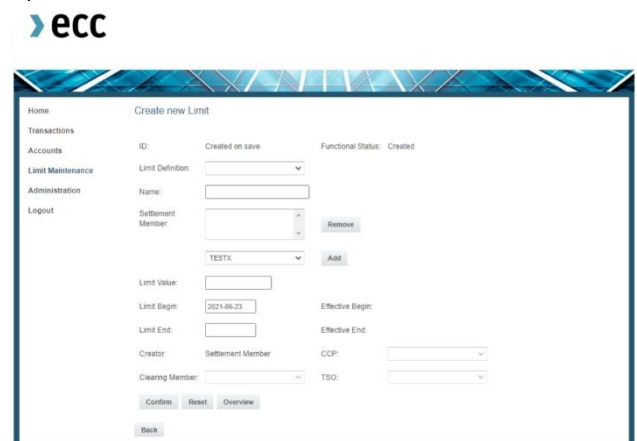 ecc
Home
Create new Limit
Transactions
ID: Created on save Functional Status: Created
Accounts
Limit Maintenance
Limit Definition:
Administration
Name:
Logout
Settlement
Member:
Remove
TESTX Add
Limit Value:
Limit Begin: 2021-06-23 Effective Begin:
Limit End: Effective End:
Creator: Settlement Member CCP:
Clearing Member: TSO:
Confirm Reset Overview
Back